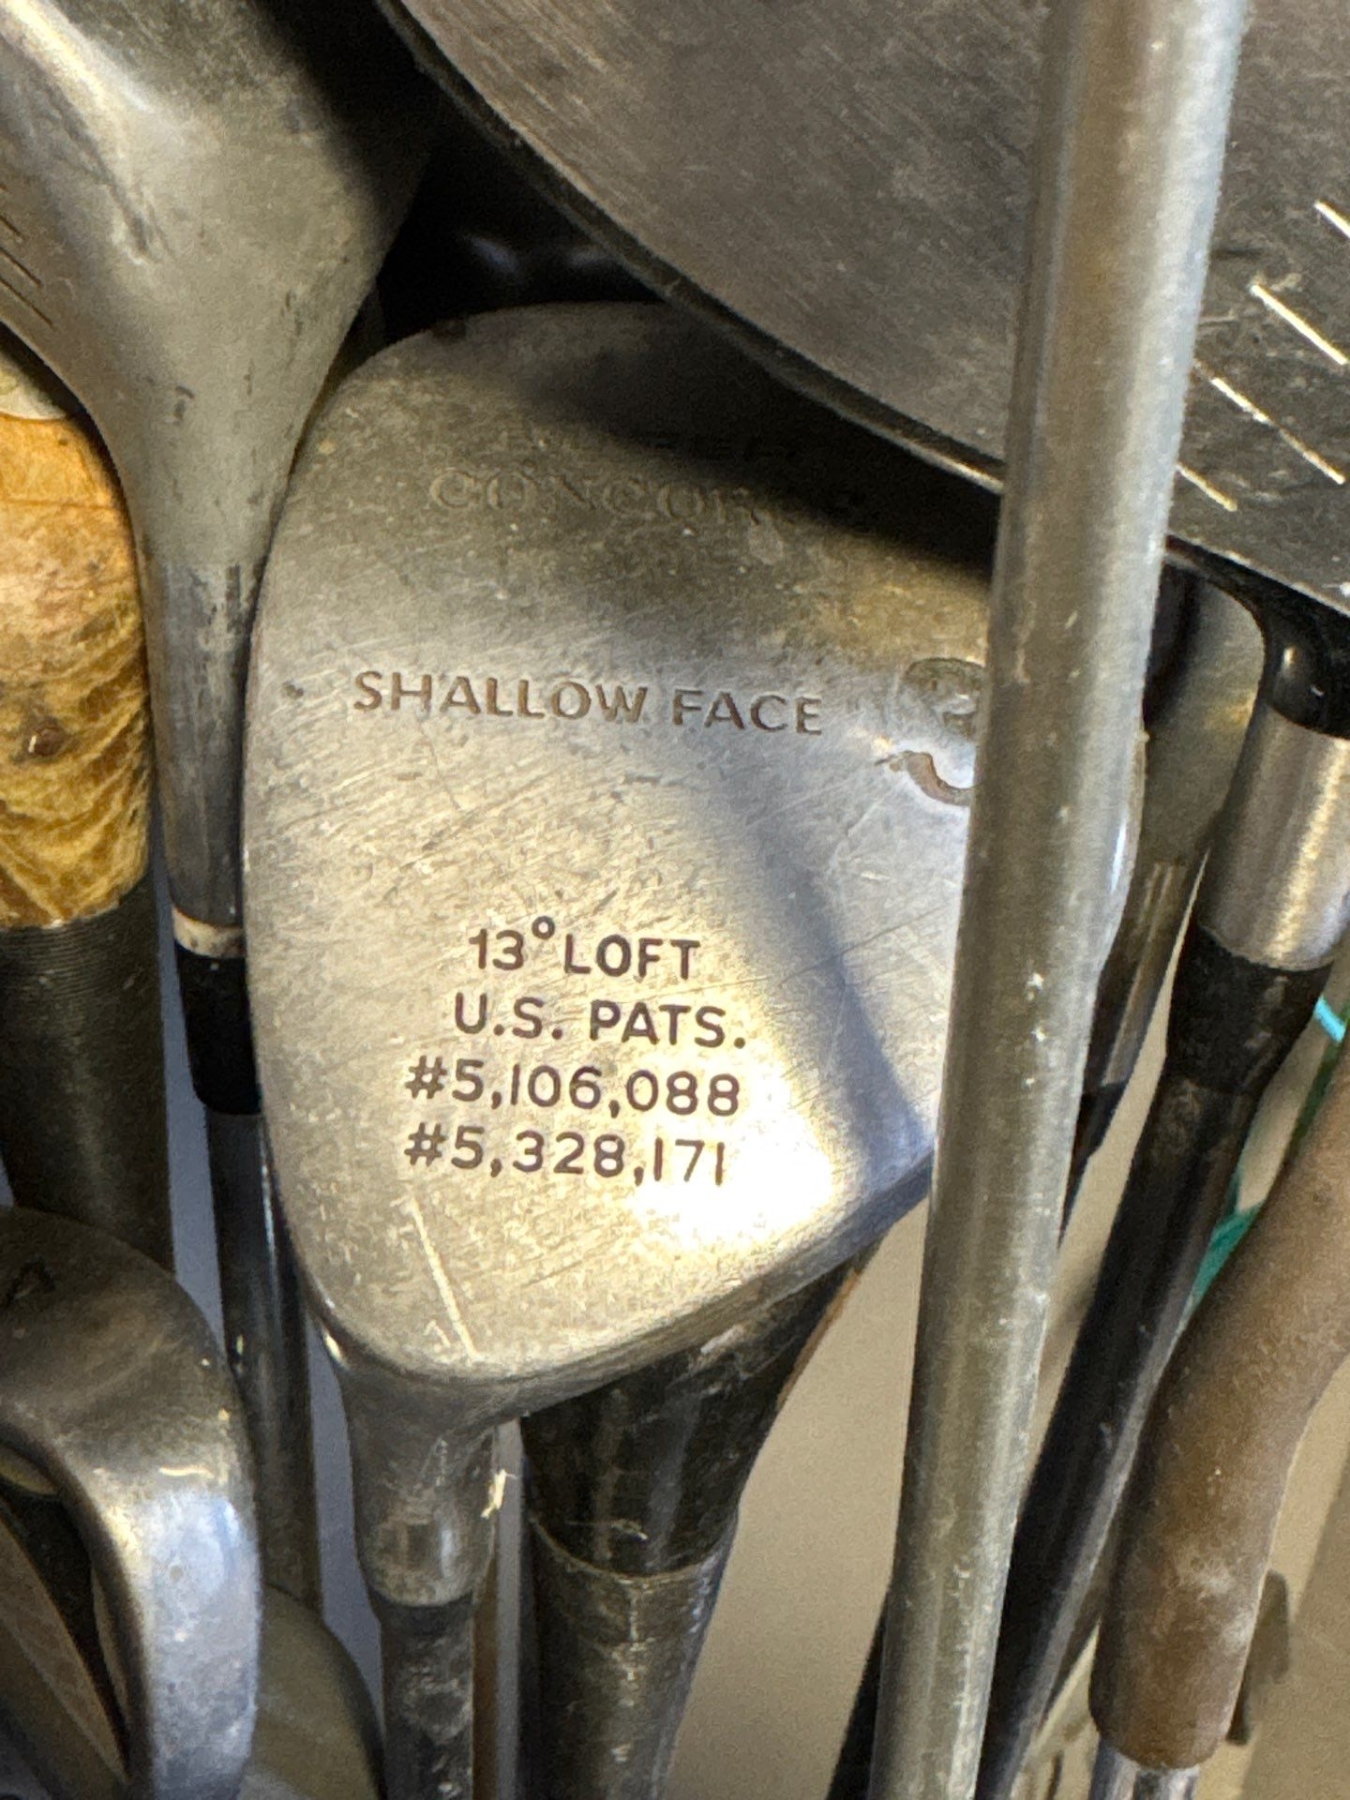 SHALLOW FACE
13° LOFT
U.S. PATS.
#5,106,088
#5,328,171